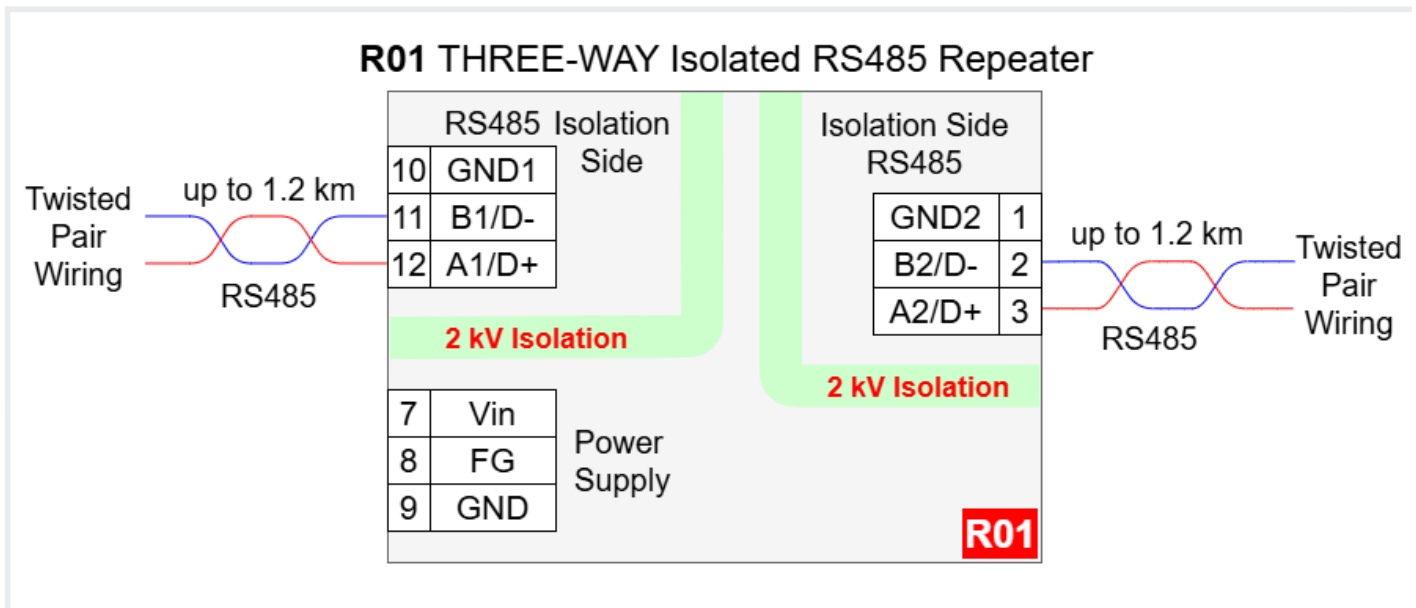 R01 THREE-WAY Isolated RS485 Repeater
RS485 Isolation
Side
10 GND1
11 B1/D-
12 A1/D+
Twisted
Pair
Wiring
up to 1.2 km
RS485
2 kV Isolation
7 Vin
8 FG
9 GND
Power
Supply
Isolation Side
RS485
GND2 1
B2/D- 2
A2/D+ 3
up to 1.2 km
RS485
Twisted
Pair
Wiring
2 kV Isolation
R01